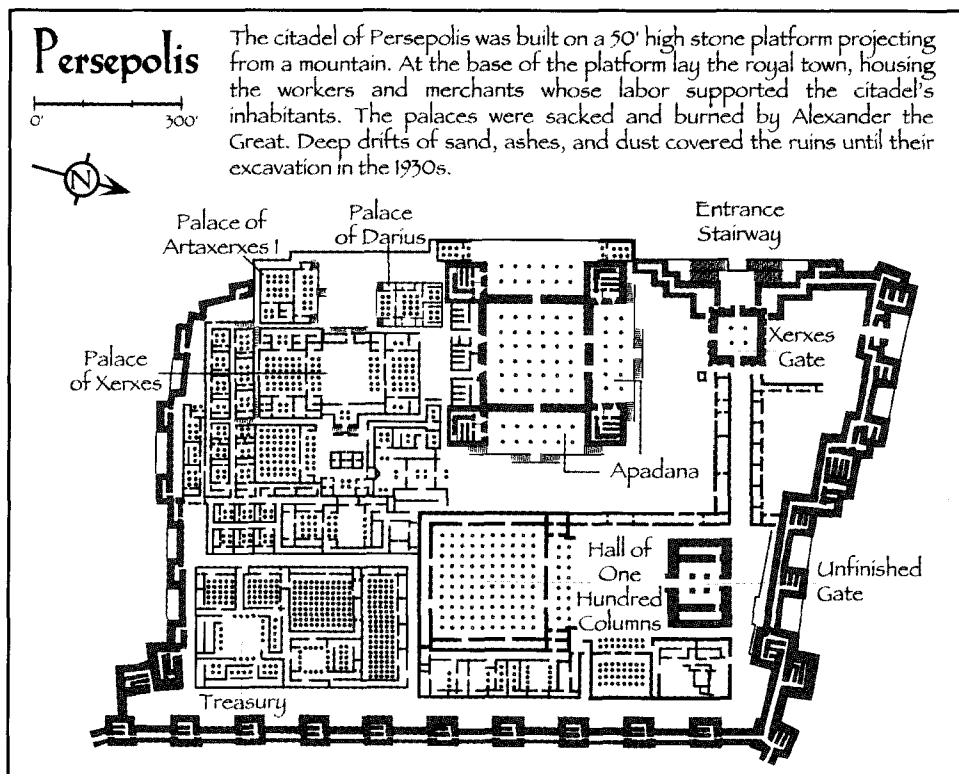 Persepolis
The citadel of Persepolis was built on a 50' high stone platform projecting
from a mountain. At the base of the platform lay the royal town, housing
the workers and merchants whose labor supported the citadel's
inhabitants. The palaces were sacked and burned by Alexander the
Great. Deep drifts of sand, ashes, and dust covered the ruins until their
excavation in the 1930s.
0' 300'
N
Palace of
Artaxerxes I
Palace
of Darius
Entrance
Stairway
Palace
of Xerxes
Xerxes
Gate
Apadana
Hall of
One
Hundred
Columns
Unfinished
Gate
Treasury